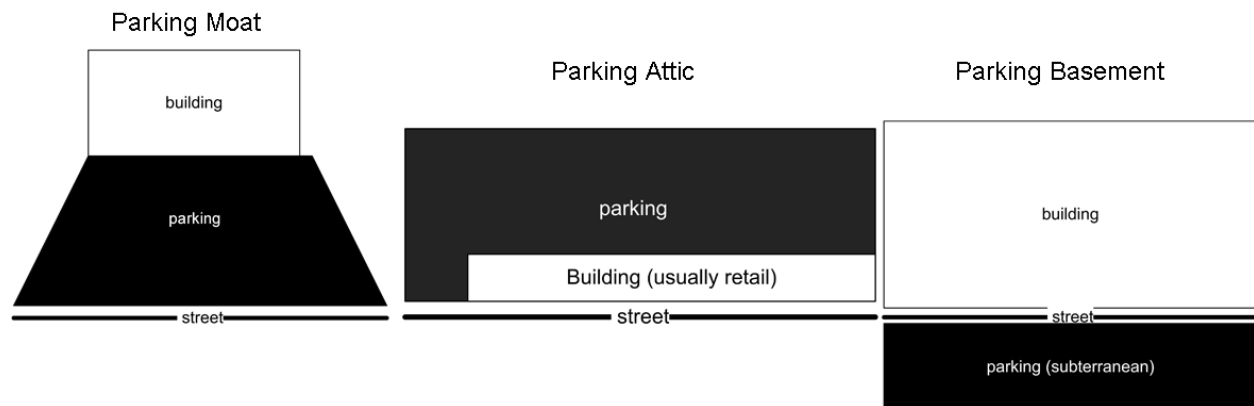 Parking Moat
building
parking
street
Parking Attic
parking
Building (usually retail)
street
Parking Basement
building
street
parking (subterranean)